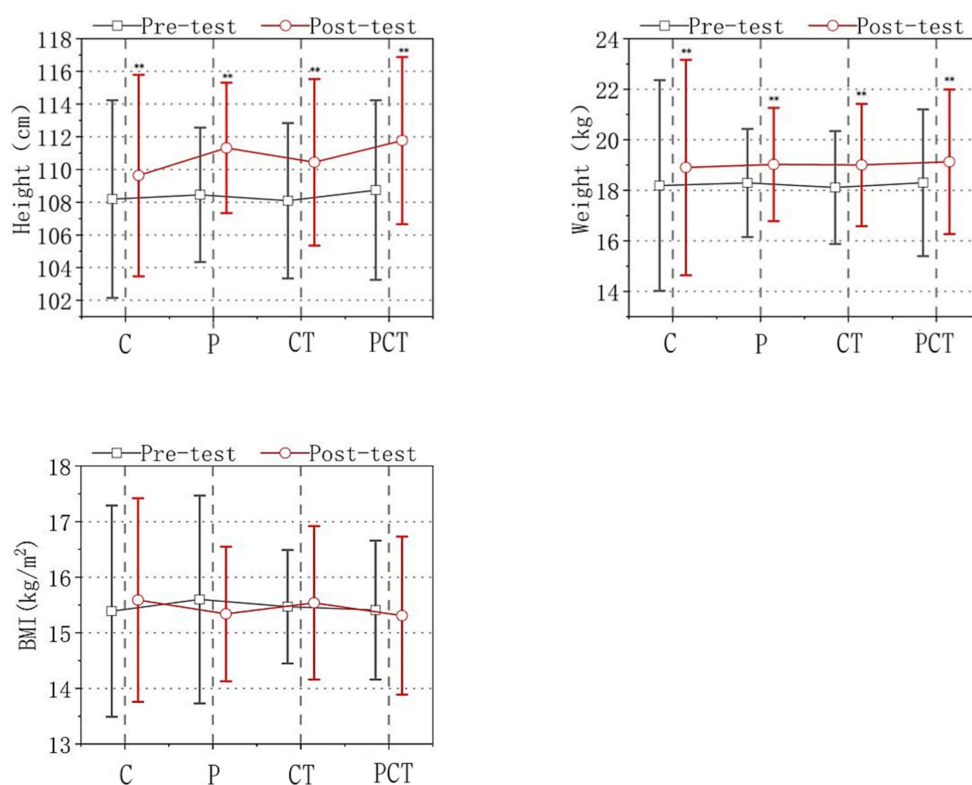 Pre-test Post-test
118
116
114
112
110
108
106
104
102
Height (cm)
** ** ** **
C P CT PCT
Pre-test Post-test
24
22
20
18
16
14
Weight (kg)
** ** ** **
C P CT PCT
Pre-test Post-test
18
17
16
15
14
13
BMI(kg/m²)
C P CT PCT